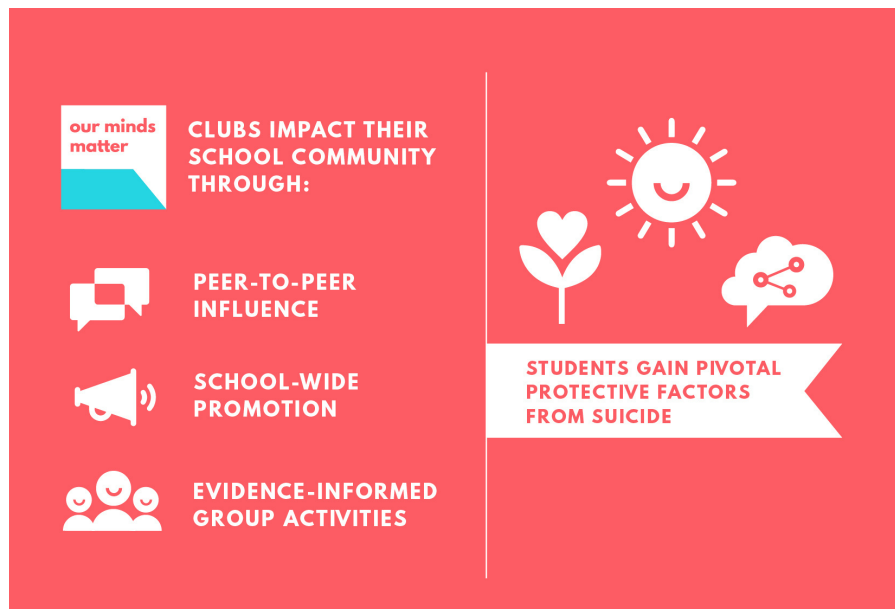 our minds
matter
CLUBS IMPACT THEIR
SCHOOL COMMUNITY
THROUGH:
PEER-TO-PEER
INFLUENCE
SCHOOL-WIDE
PROMOTION
EVIDENCE-INFORMED
GROUP ACTIVITIES
STUDENTS GAIN PIVOTAL
PROTECTIVE FACTORS
FROM SUICIDE